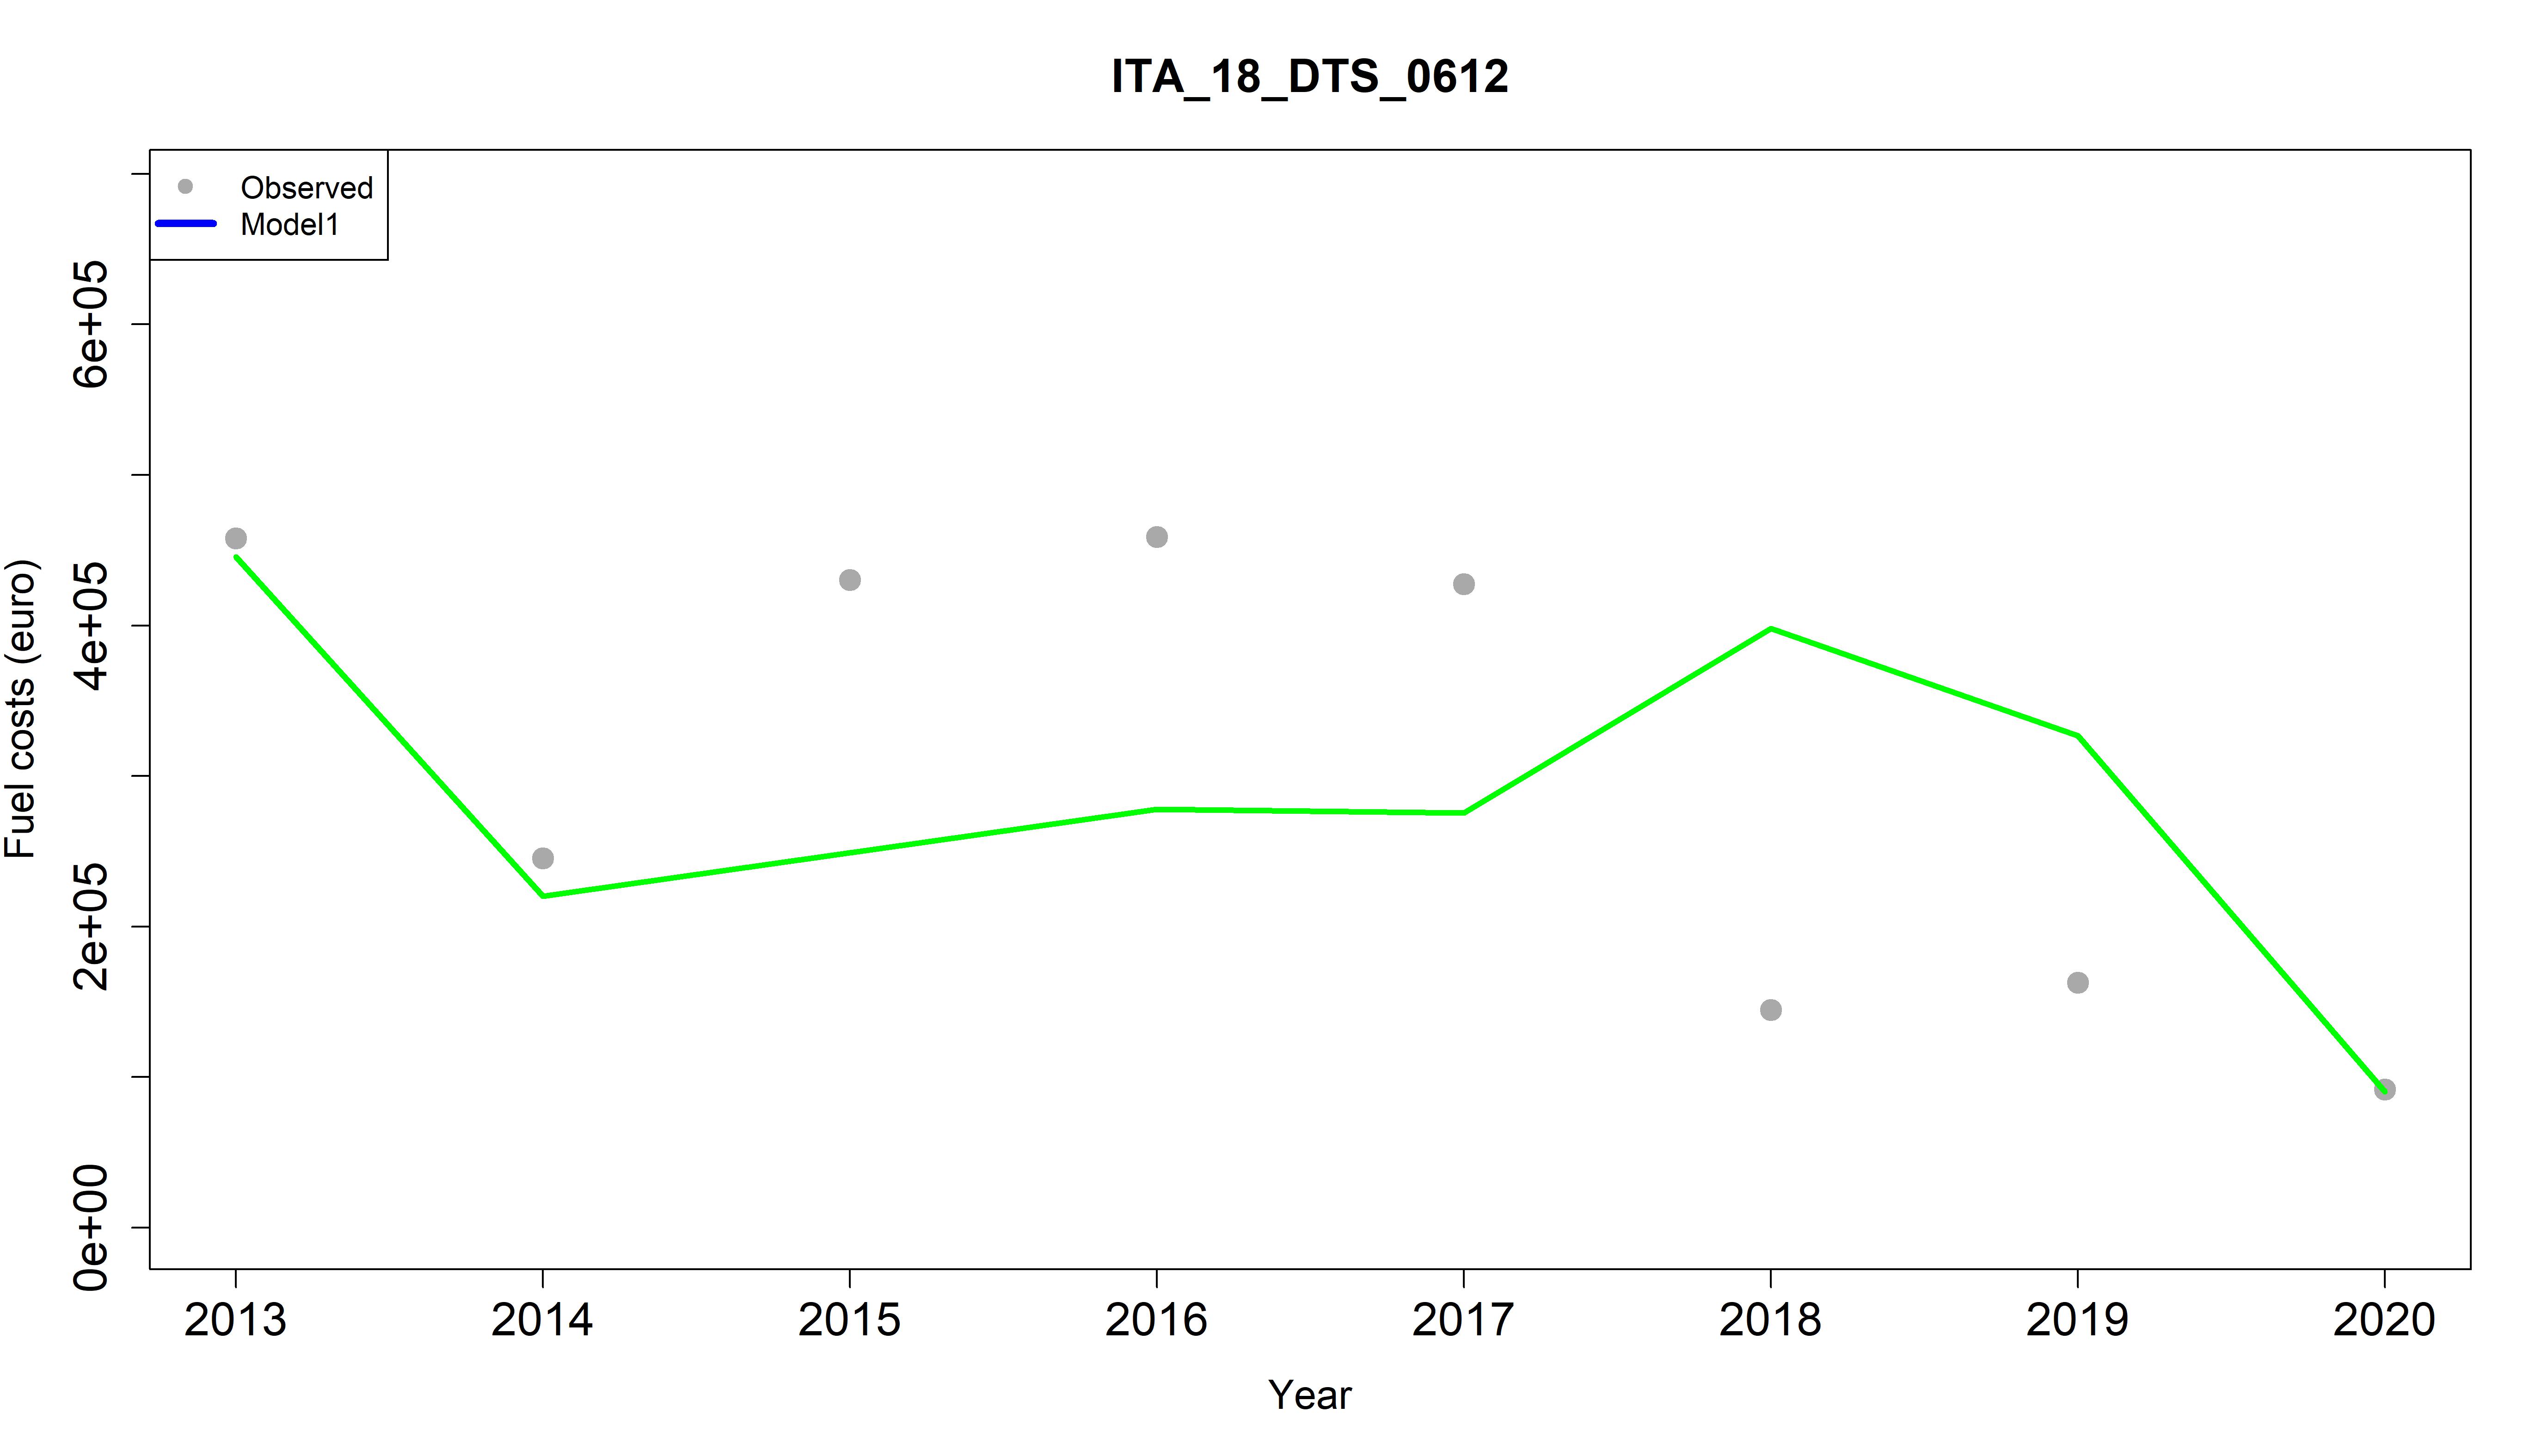 ITA_18_DTS_0612
Observed
Model1
Fuel costs (euro)
6e+05
4e+05
2e+05
0e+00
2013 2014 2015 2016 2017 2018 2019 2020
Year